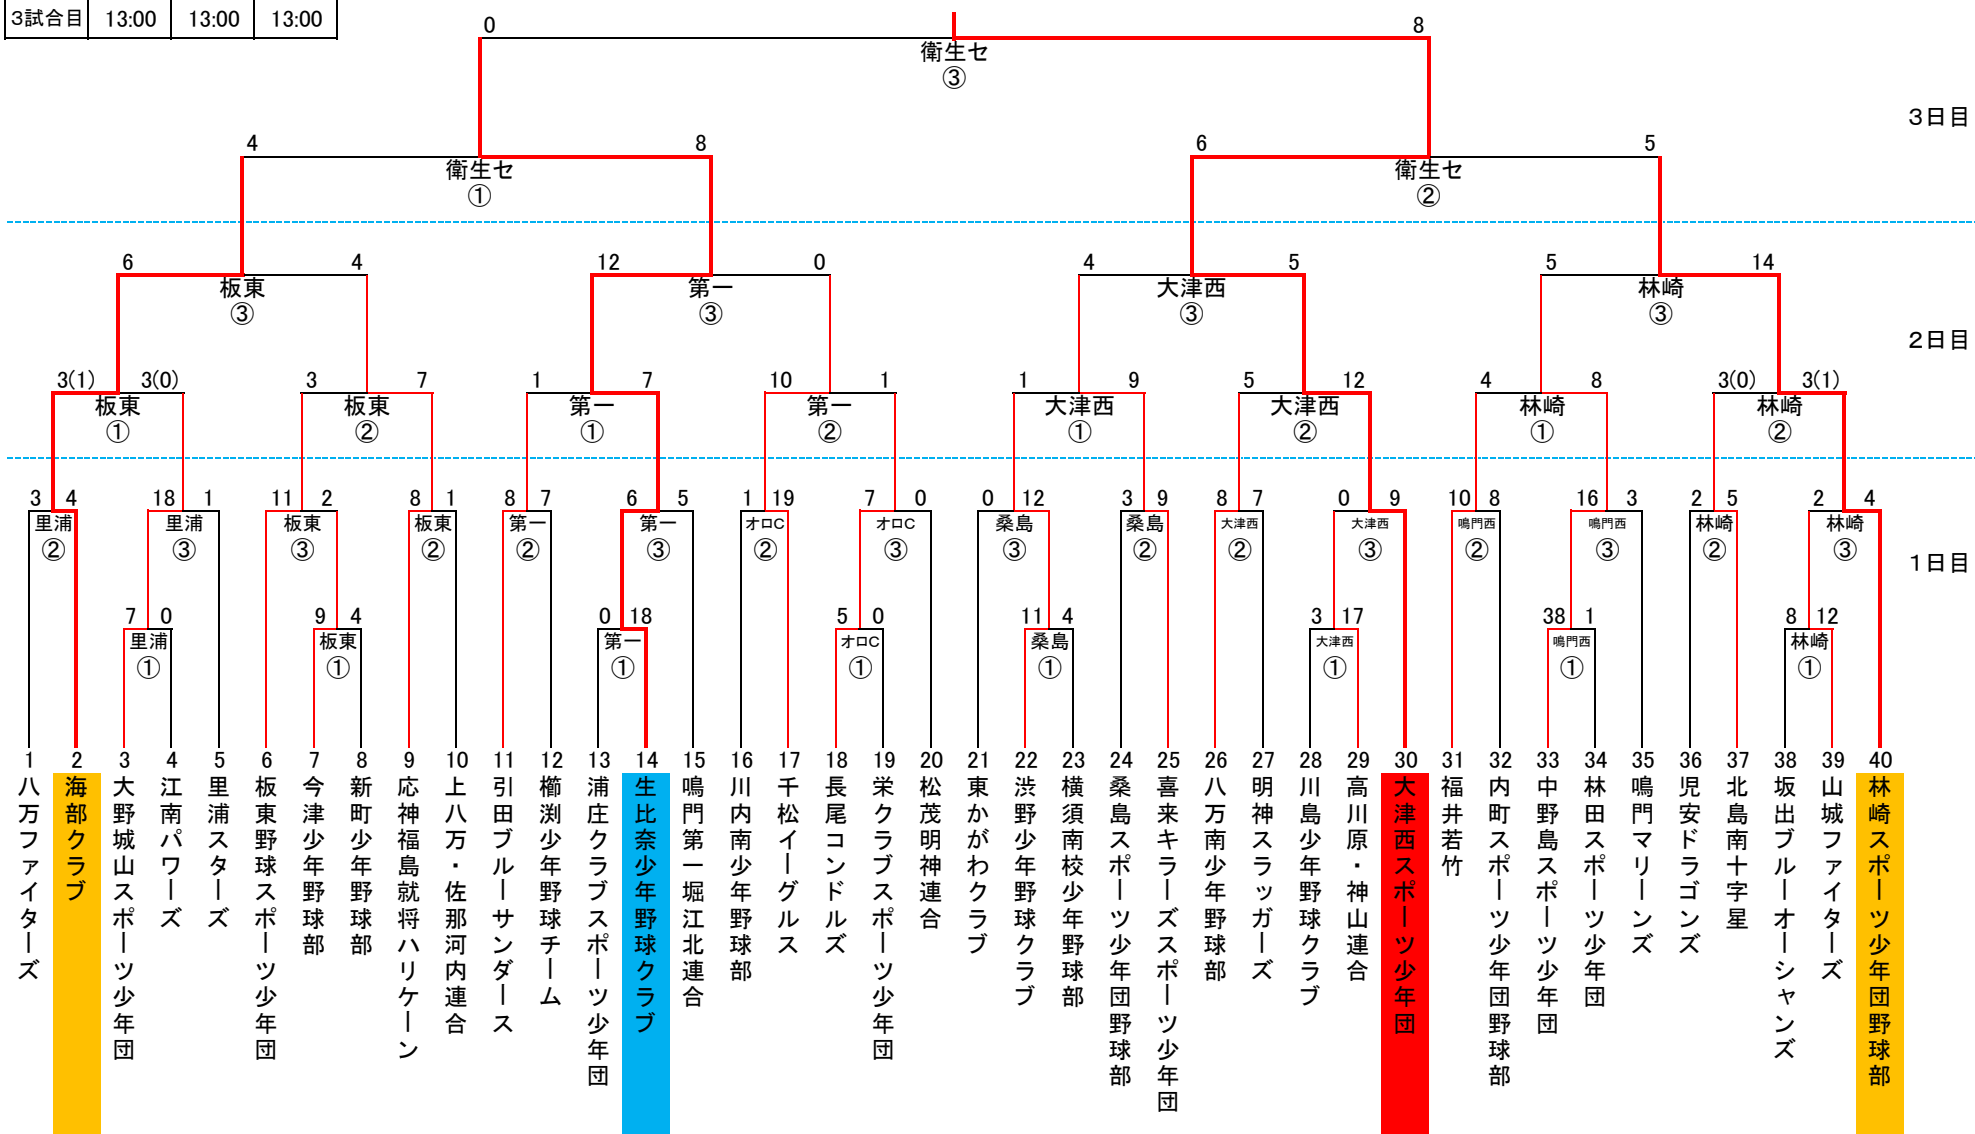 3試合目 13:00 13:00 13:00
0 8
衛生セ
③
3日目
4 8 6 5
衛生セ 衛生セ
① ②
6 4 12 0 4 5 5 14
板東 第一 大津西 林崎
③ ③ ③ ③
2日目
3(1) 3(0) 3 7 1 7 10 1 1 9 5 12 4 8 3(0) 3(1)
板東 板東 第一 第一 大津西 大津西 林崎 林崎
① ② ① ② ① ② ① ②
3 4 18 1 11 2 8 1 8 7 6 5 1 19 7 0 0 12 3 9 8 7 0 9 10 8 16 3 2 5 2 4
里浦 里浦 板東 板東 第一 第一 オロC オロC 桑島 桑島 大津西 大津西 鳴門西 鳴門西 林崎 林崎
② ③ ③ ② ② ③ ② ③ ③ ② ② ③ ② ③ ② ③
1日目
7 0 9 4 0 18 5 0 11 4 3 17 38 1 8 12
里浦 板東 第一 オロC 桑島 大津西 鳴門西 林崎
① ① ① ① ① ① ① ①
1 八万ファイターズ
2 海部クラブ
3 大野城山スポーツ少年団
4 江南パワーズ
5 里浦スターズ
6 板東野球スポーツ少年団
7 今津少年野球部
8 新町少年野球部
9 応神福島就将ハリケーン
10 上八万・佐那河内連合
11 引田ブルーサンダース
12 櫛渕少年野球チーム
13 浦庄クラブスポーツ少年団
14 生比奈少年野球クラブ
15 鳴門第一堀江北連合
16 川内南少年野球部
17 千松イーグルス
18 長尾コンドルズ
19 栄クラブスポーツ少年団
20 松茂明神連合
21 東かがわクラブ
22 渋野少年野球クラブ
23 横須南校少年野球部
24 桑島スポーツ少年団野球部
25 喜来キラーズスポーツ少年団
26 八万南少年野球部
27 明神スラッガーズ
28 川島少年野球クラブ
29 高川原・神山連合
30 大津西スポーツ少年団
31 福井若竹
32 内町スポーツ少年団野球部
33 中野島スポーツ少年団
34 林田スポーツ少年団
35 鳴門マリーンズ
36 児安ドラゴンズ
37 北島南十字星
38 坂出ブルーオーシャンズ
39 山城ファイターズ
40 林崎スポーツ少年団野球部